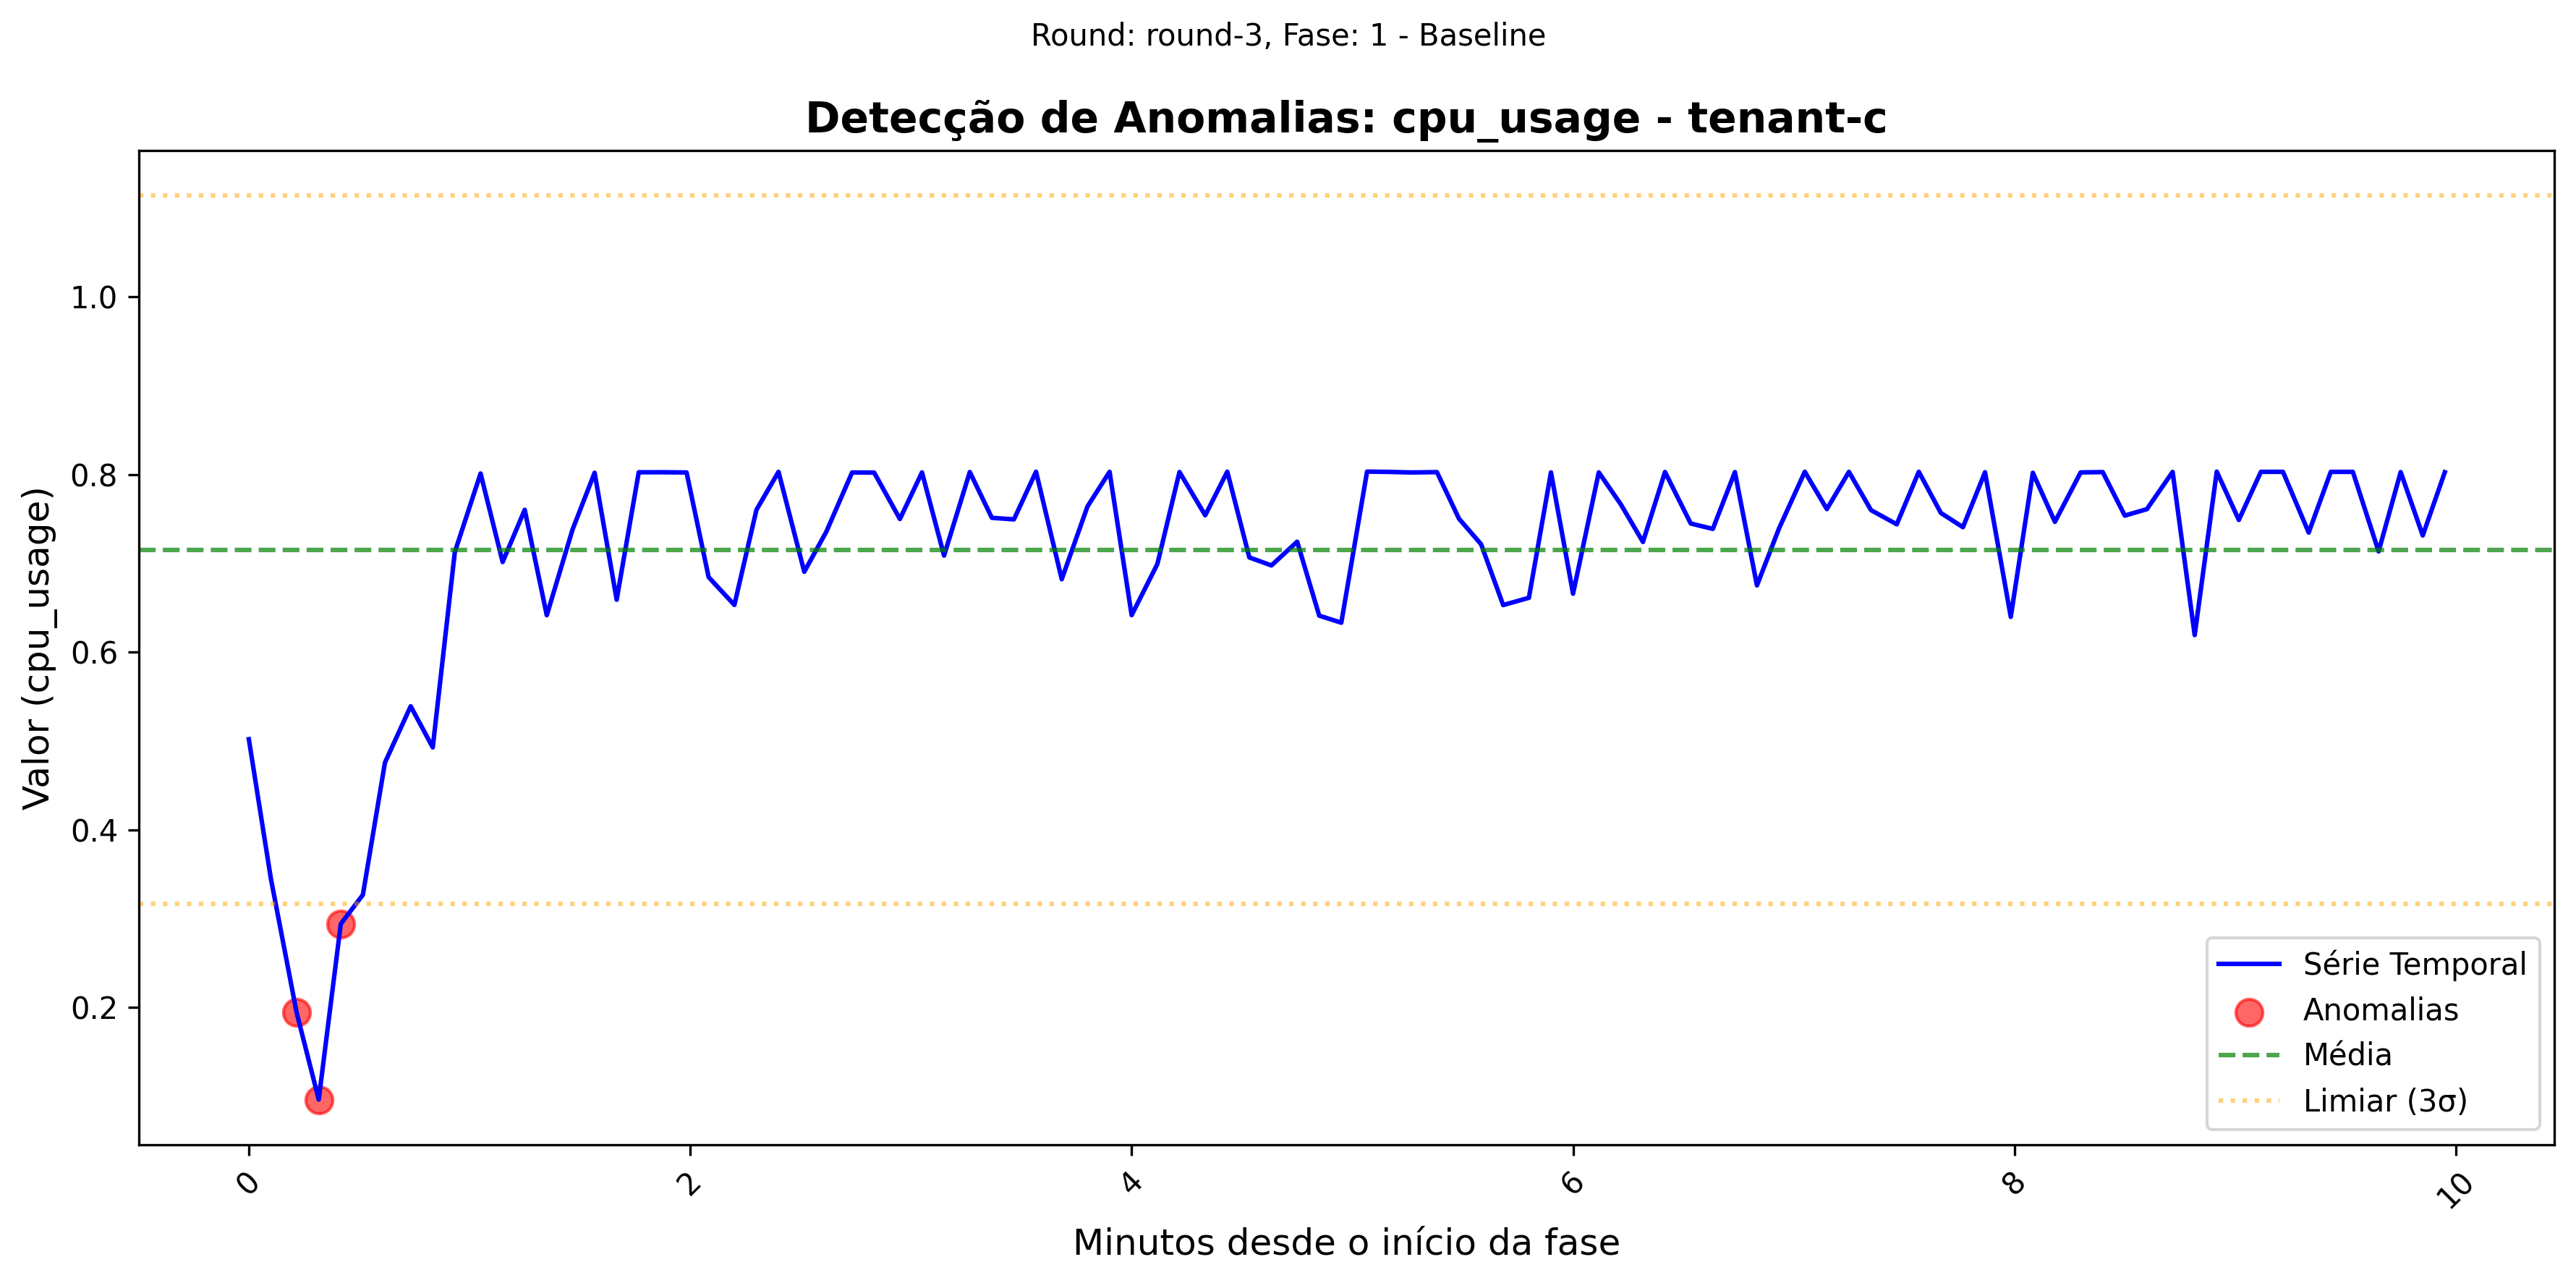 Round: round-3, Fase: 1 - Baseline
Detecção de Anomalias: cpu_usage - tenant-c
Valor (cpu_usage)
1.0
0.8
0.6
0.4
0.2
Série Temporal
Anomalias
Média
Limiar (3σ)
0
2
4
6
8
10
Minutos desde o início da fase